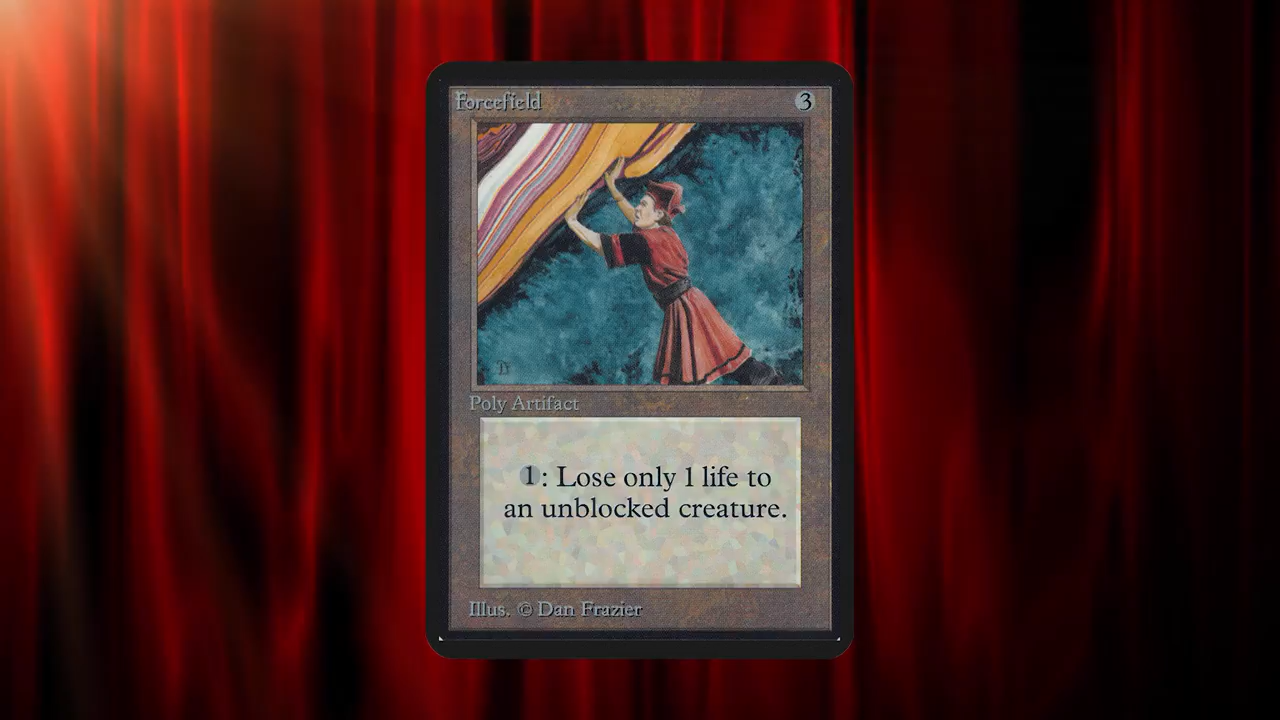 Forcefield 3
Poly Artifact
1: Lose only 1 life to
an unblocked creature.
Illus. © Dan Frazier